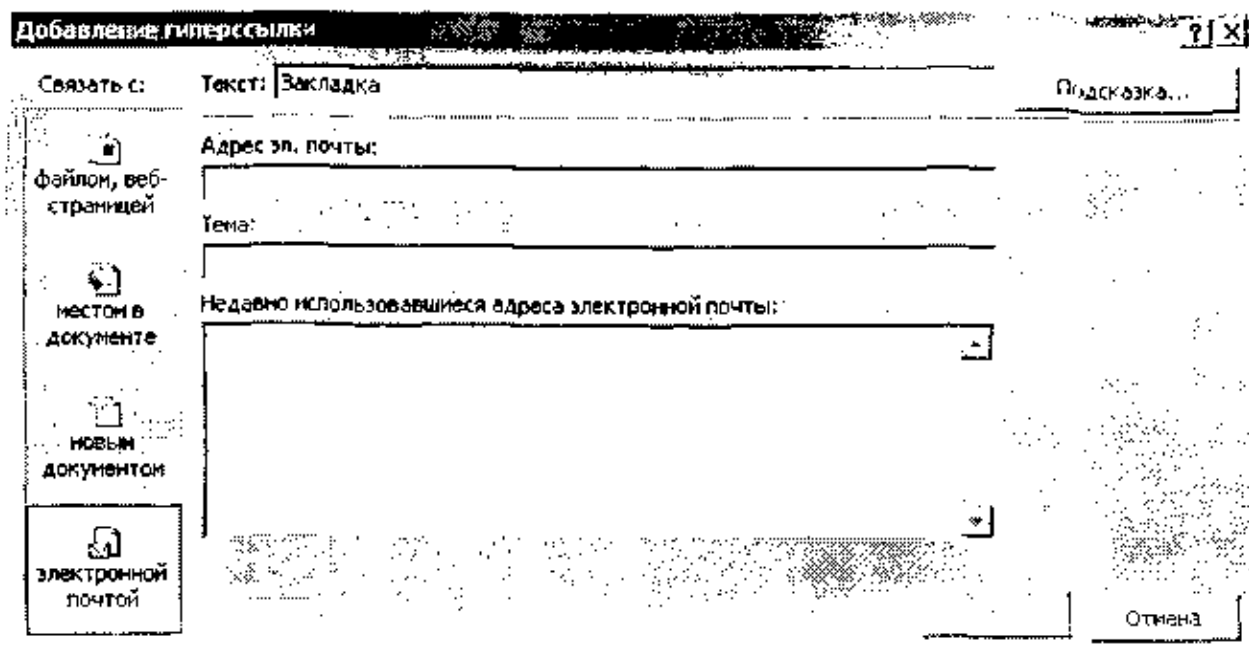 Добавление гиперссылки
Связать с:
Текст: Закладка
Подсказка...
файлом, веб-
страницей
местом в
документе
новым
документом
электронной
почтой
Адрес эл. почты:
Тема:
Недавно использовавшиеся адреса электронной почты:
Отмена